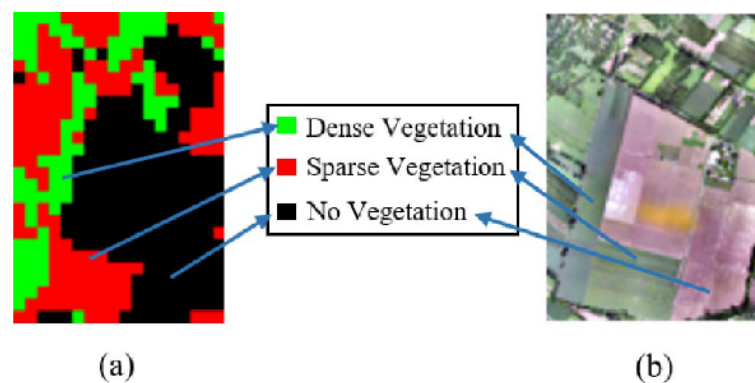 Dense Vegetation
Sparse Vegetation
No Vegetation
(a)
(b)